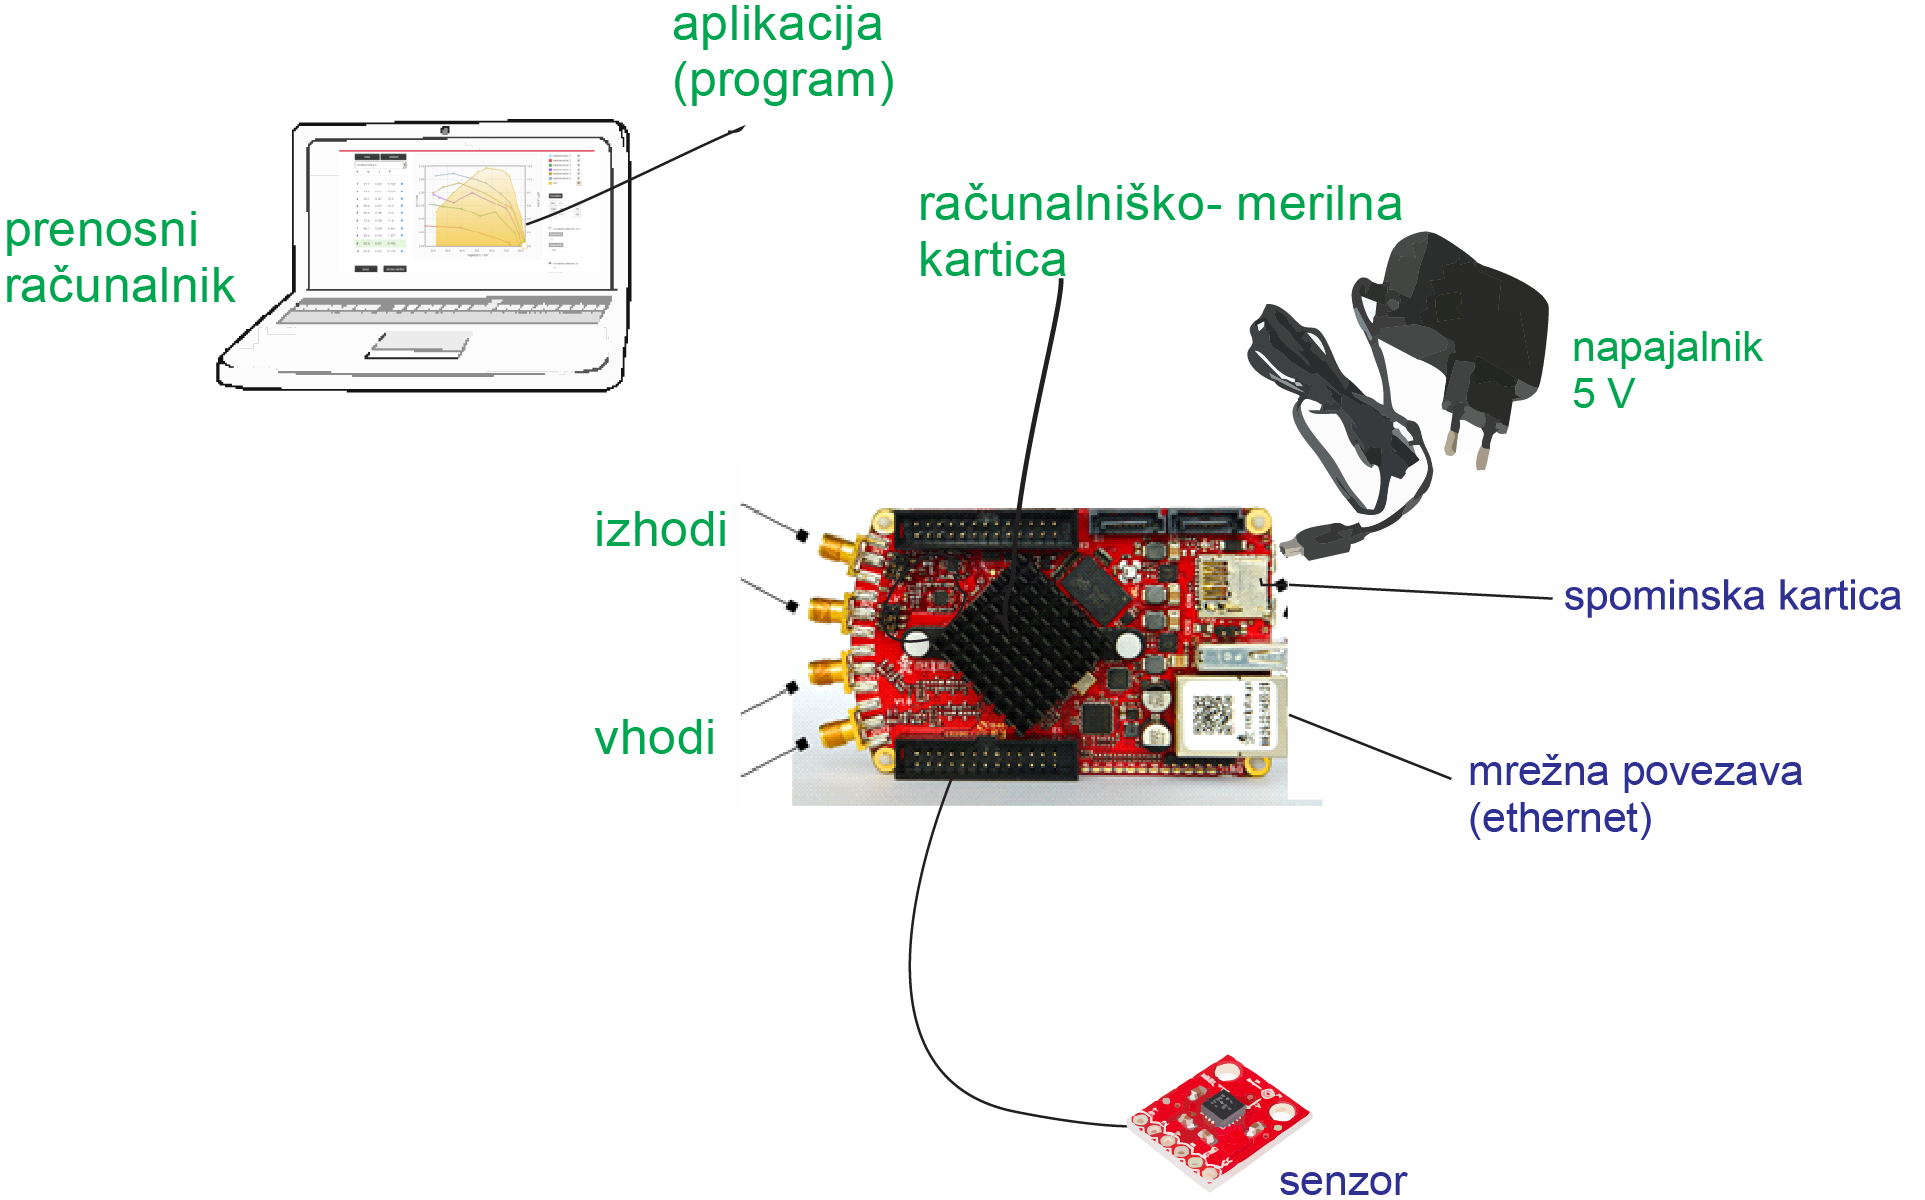 aplikacija
(program)
prenosni
računalnik
računalniško- merilna
kartica
napajalnik
5 V
izhodi
spominska kartica
vhodi
mrežna povezava
(ethernet)
senzor